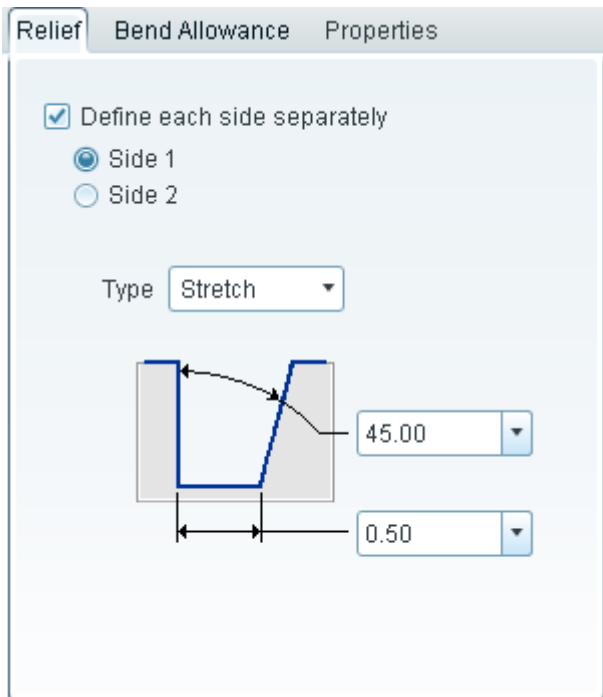 Relief Bend Allowance Properties
Define each side separately
Side 1
Side 2
Type Stretch
45.00
0.50